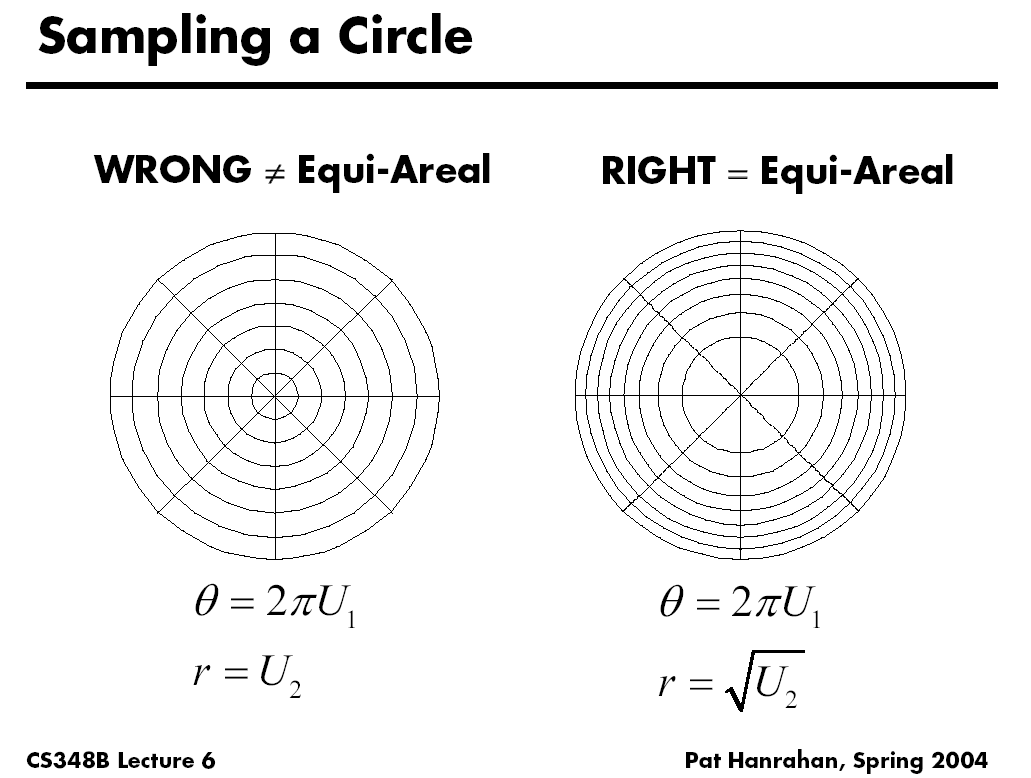 Sampling a Circle
WRONG ≠ Equi-Areal
RIGHT = Equi-Areal
θ = 2πU₁
r = U₂
θ = 2πU₁
r = √U₂
CS348B Lecture 6
Pat Hanrahan, Spring 2004